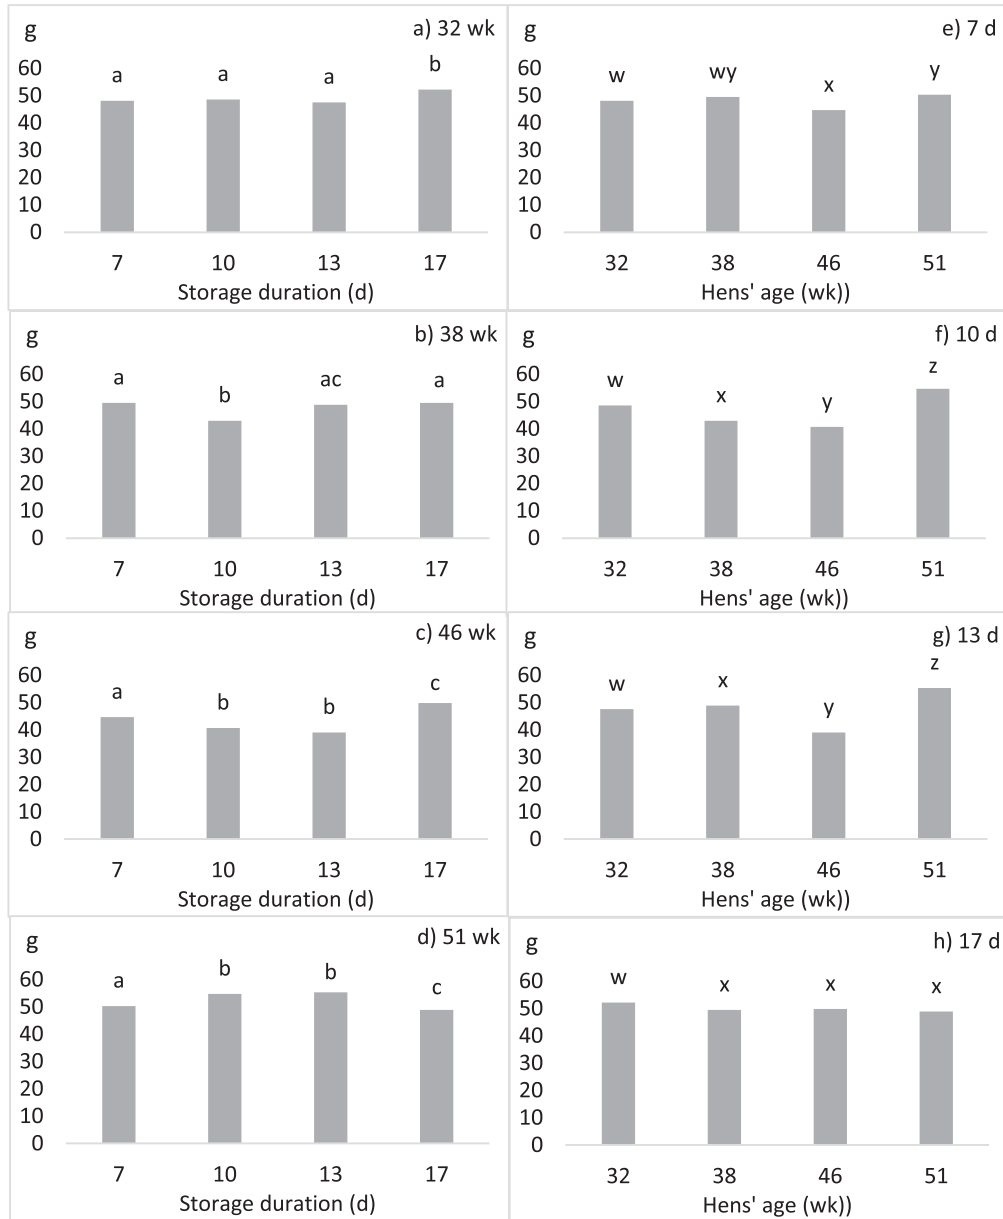 g
a) 32 wk
60
50
40
30
20
10
0
a
a
a
b
7 10 13 17
Storage duration (d)
g
e) 7 d
60
50
40
30
20
10
0
w
wy
x
y
32 38 46 51
Hens' age (wk))
g
b) 38 wk
60
50
40
30
20
10
0
a
b
ac
a
7 10 13 17
Storage duration (d)
g
f) 10 d
60
50
40
30
20
10
0
w
x
y
z
32 38 46 51
Hens' age (wk))
g
c) 46 wk
60
50
40
30
20
10
0
a
b
b
c
7 10 13 17
Storage duration (d)
g
g) 13 d
60
50
40
30
20
10
0
w
x
y
z
32 38 46 51
Hens' age (wk))
g
d) 51 wk
60
50
40
30
20
10
0
a
b
b
c
7 10 13 17
Storage duration (d)
g
h) 17 d
60
50
40
30
20
10
0
w
x
x
x
32 38 46 51
Hens' age (wk))